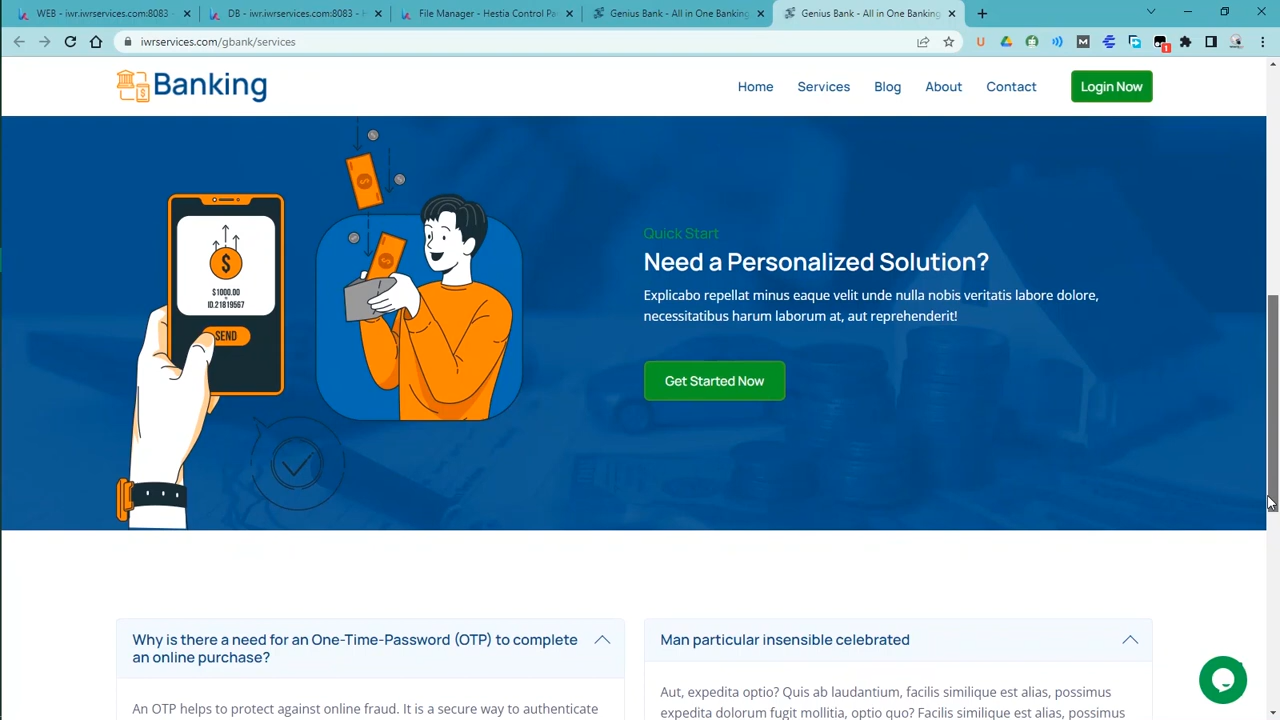 WEB - iwr.iwrservices.com:8083 -
DB - iwr.iwrservices.com:8083 - H
File Manager - Hestia Control Pa
Genius Bank - All in One Banking
Genius Bank - All in One Banking
iwrservices.com/gbank/services
1
Banking
Home
Services
Blog
About
Contact
Login Now
$
$1000.00
ID.21819567
SEND
Quick Start
Need a Personalized Solution?
Explicabo repellat minus eaque velit unde nulla nobis veritatis labore dolore,
necessitatibus harum laborum at, aut reprehenderit!
Get Started Now
Why is there a need for an One-Time-Password (OTP) to complete
an online purchase?
An OTP helps to protect against online fraud. It is a secure way to authenticate
Man particular insensible celebrated
Aut, expedita optio? Quis ab laudantium, facilis similique est alias, possimus
expedita dolorum fugit mollitia, optio quo? Facilis similique est alias, possimus